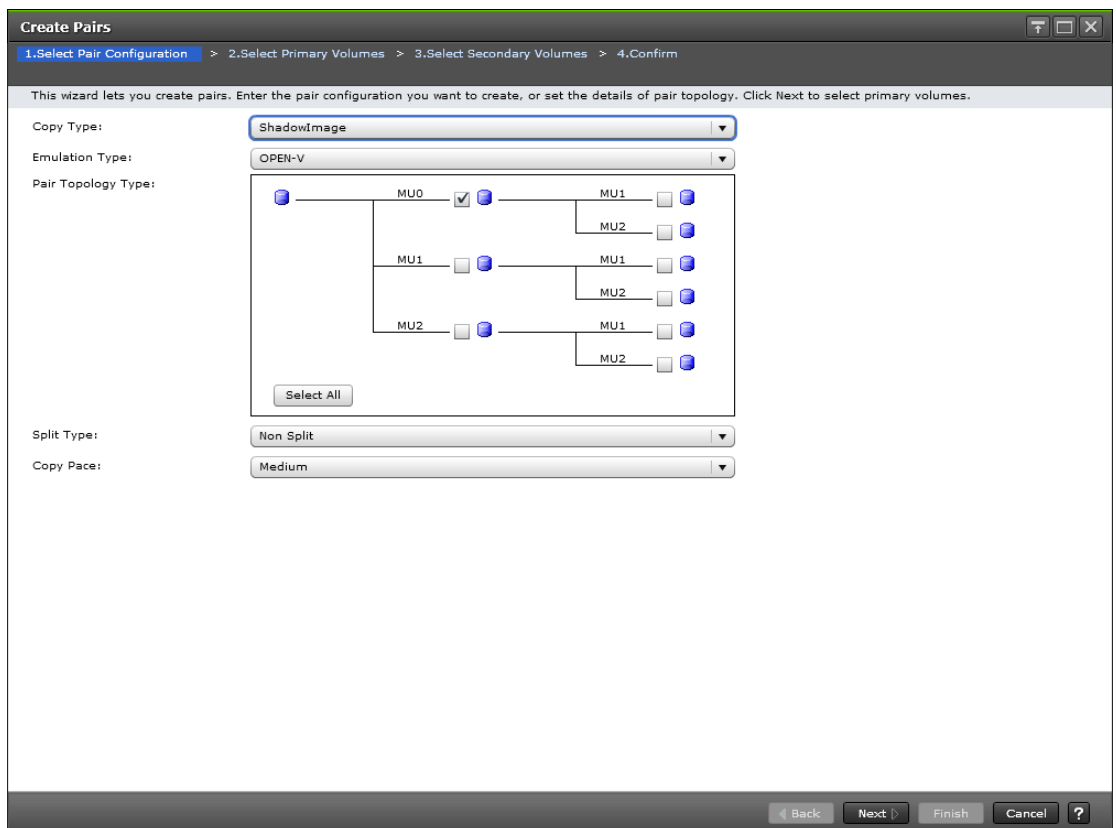 Create Pairs
1.Select Pair Configuration > 2.Select Primary Volumes > 3.Select Secondary Volumes > 4.Confirm
This wizard lets you create pairs. Enter the pair configuration you want to create, or set the details of pair topology. Click Next to select primary volumes.
Copy Type: ShadowImage
Emulation Type: OPEN-V
Pair Topology Type:
MU0 MU1
MU2
MU1 MU1
MU2
MU2 MU1
MU2
Select All
Split Type: Non Split
Copy Pace: Medium
Back Next Finish Cancel ?